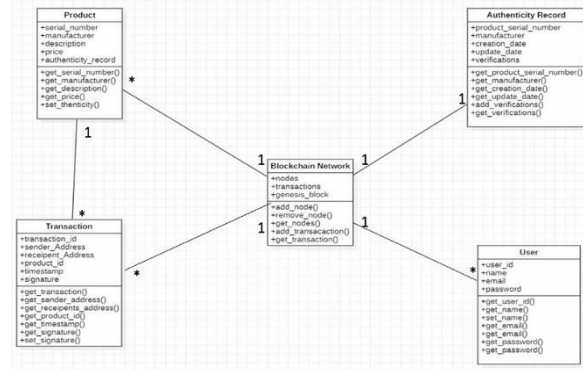 Product
+serial_number
+manufacturer
+description
+price
+authenticity_record
+get_serial_number()
+get_manufacturer()
+get_description()
+get_price()
+set_thenticity()
*
1
Authenticity Record
+product_serial_number
+manufacturer
+creation_date
+update_date
+verifications
+get_product_serial_number()
+get_manufacturer()
+get_creation_date()
+get_update_date()
+add_verifications()
+get_verifications()
1
1
1
Blockchain Network
+nodes
+transactions
+genesis_block
+add_node()
+remove_node()
+get_nodes()
+add_transacaction()
+get_transaction()
1
1
*
Transaction
+transaction_id
+sender_Address
+receipent_Address
+product_id
+timestamp
+signature
+get_transaction()
+get_sender_address()
+get_receipents_address()
+get_product_id()
+get_timestamp()
+get_signature()
+set_signature()
*
*
User
+user_id
+name
+email
+password
+get_user_id()
+get_name()
+set_name()
+get_email()
+get_email()
+get_password()
+get_password()